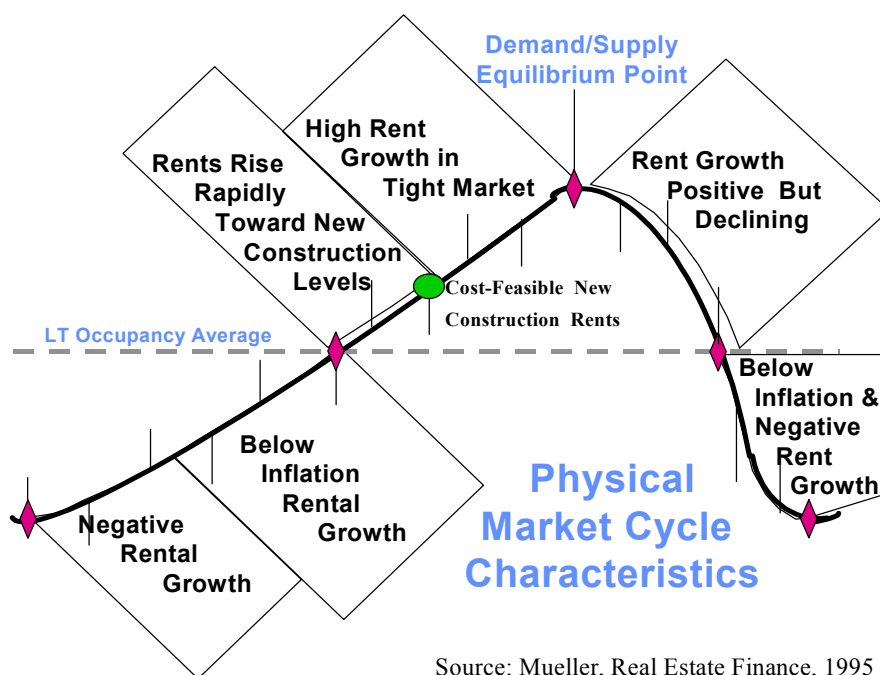 Demand/Supply
Equilibrium Point
High Rent
Growth in
Tight Market
Rents Rise
Rapidly
Toward New
Construction
Levels
Rent Growth
Positive But
Declining
Cost-Feasible New
Construction Rents
LT Occupancy Average
Below
Inflation &
Negative
Rent
Growth
Below
Inflation
Rental
Growth
Negative
Rental
Growth
Physical
Market Cycle
Characteristics
Source: Mueller, Real Estate Finance, 1995